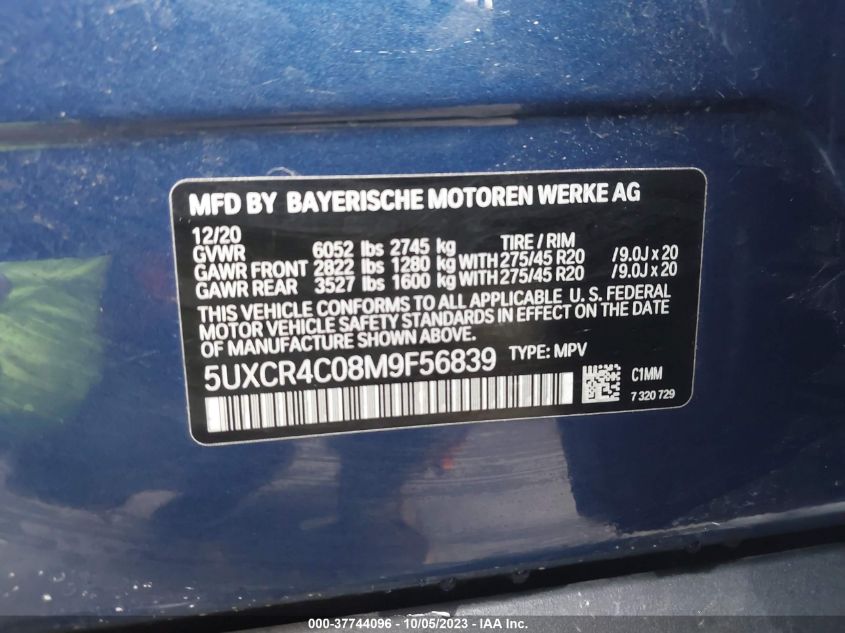 MFD BY BAYERISCHE MOTOREN WERKE AG
12/20
GVWR 6052 lbs 2745 kg TIRE / RIM
GAWR FRONT 2822 lbs 1280 kg WITH 275/45 R20 /9.0J x 20
GAWR REAR 3527 lbs 1600 kg WITH 275/45 R20 /9.0J x 20
THIS VEHICLE CONFORMS TO ALL APPLICABLE U. S. FEDERAL
MOTOR VEHICLE SAFETY STANDARDS IN EFFECT ON THE DATE
OF MANUFACTURE SHOWN ABOVE.
5UXCR4C08M9F56839 TYPE: MPV
C1MM
7 320 729
000-37744096 - 10/05/2023